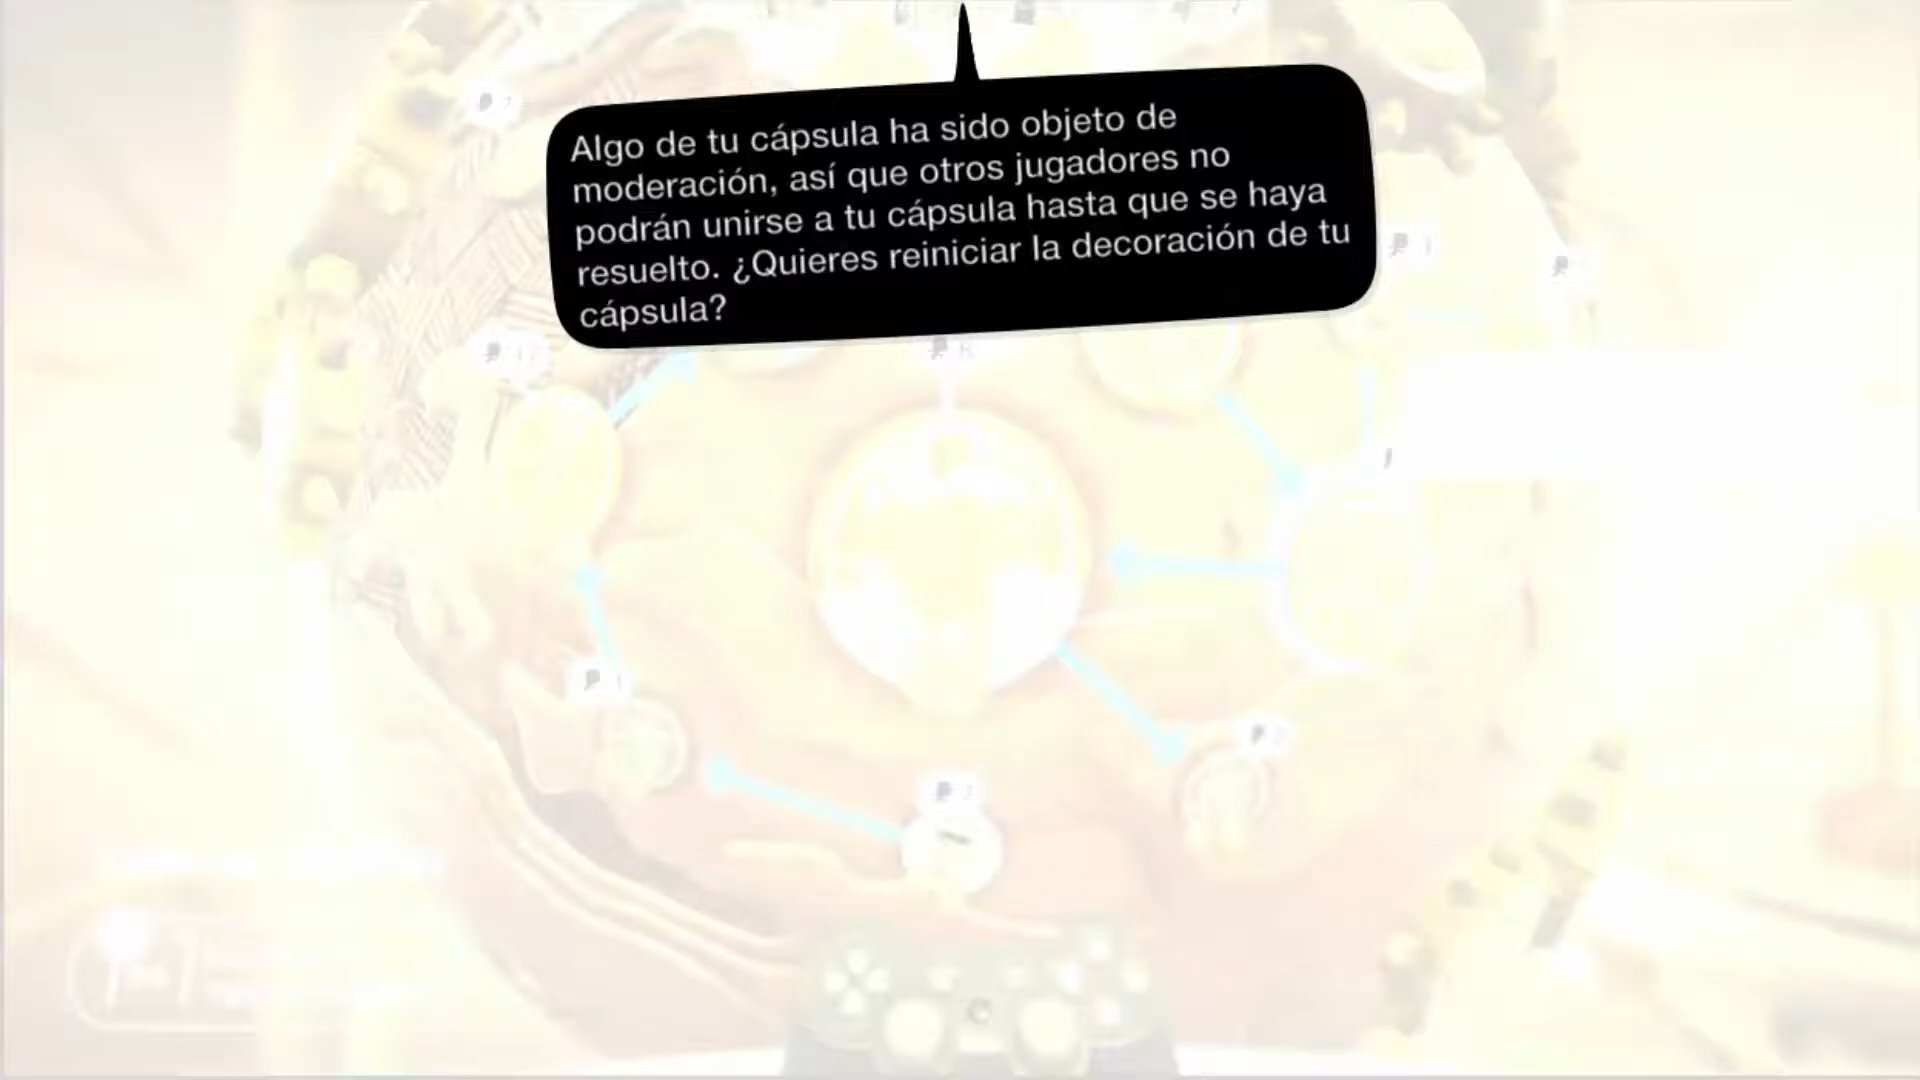 Algo de tu cápsula ha sido objeto de
moderación, así que otros jugadores no
podrán unirse a tu cápsula hasta que se haya
resuelto. ¿Quieres reiniciar la decoración de tu
cápsula?